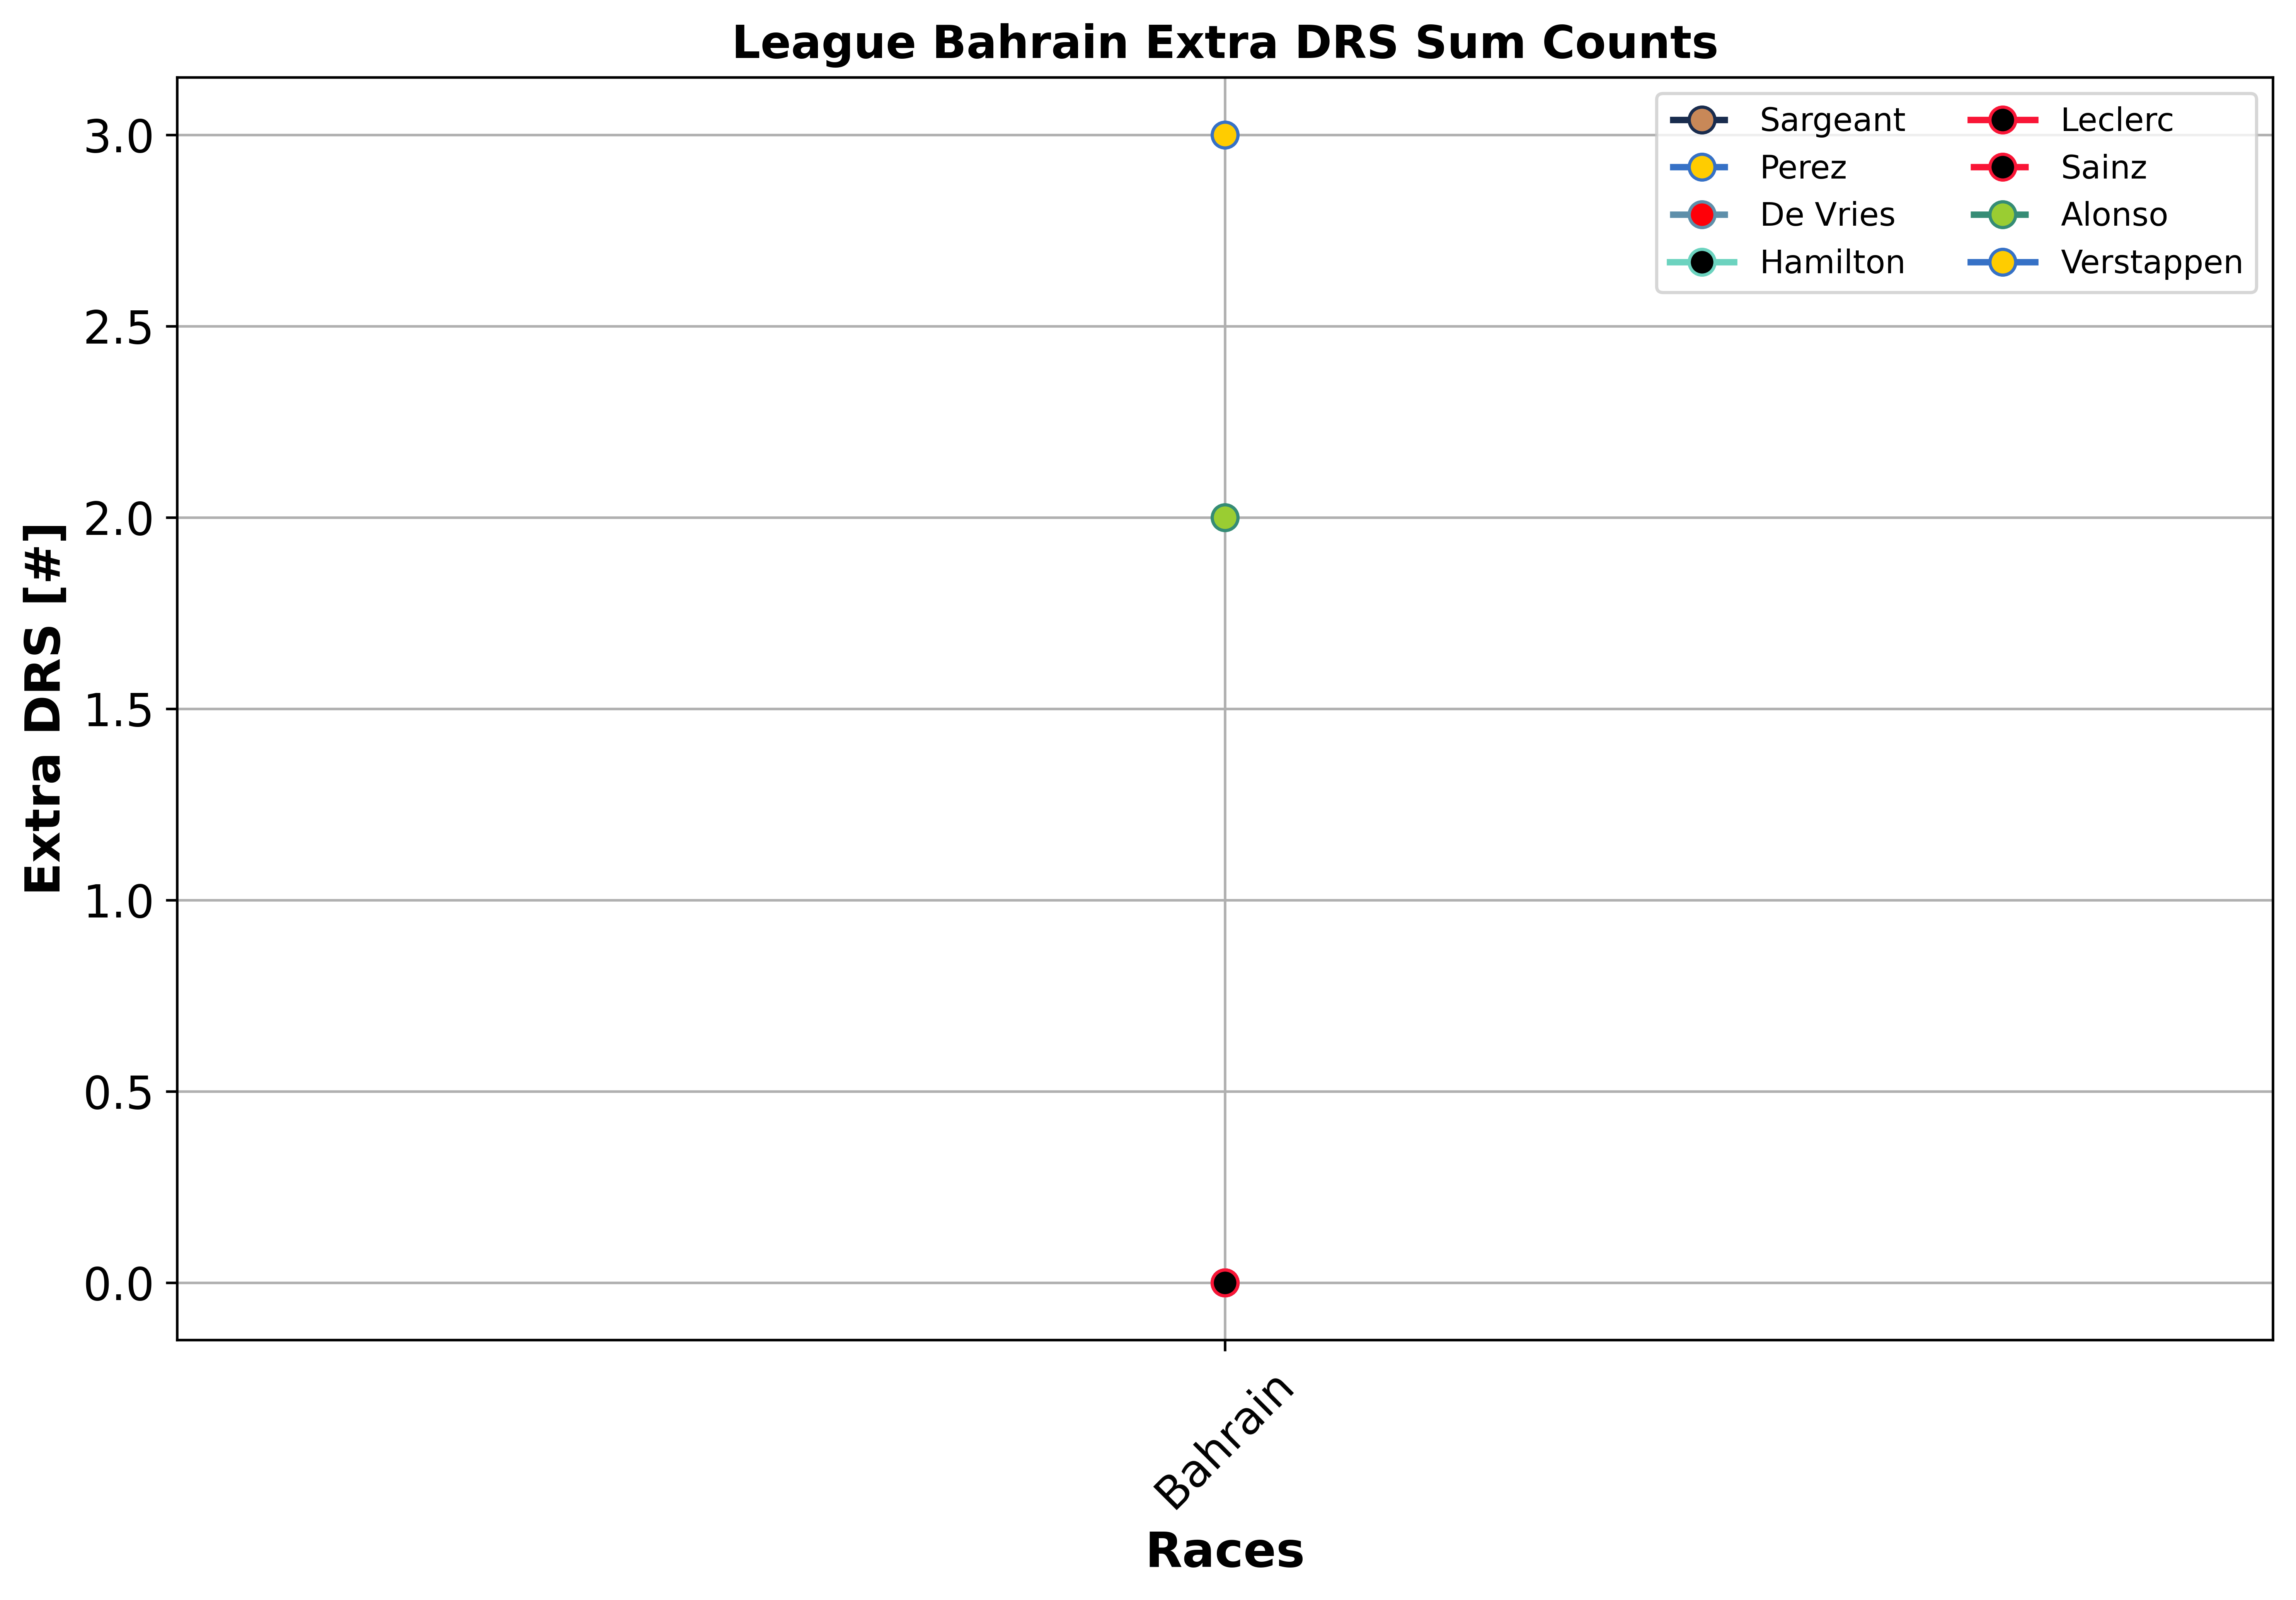 League Bahrain Extra DRS Sum Counts
Sargeant
Perez
De Vries
Hamilton
Leclerc
Sainz
Alonso
Verstappen
Extra DRS [#]
3.0
2.5
2.0
1.5
1.0
0.5
0.0
Bahrain
Races